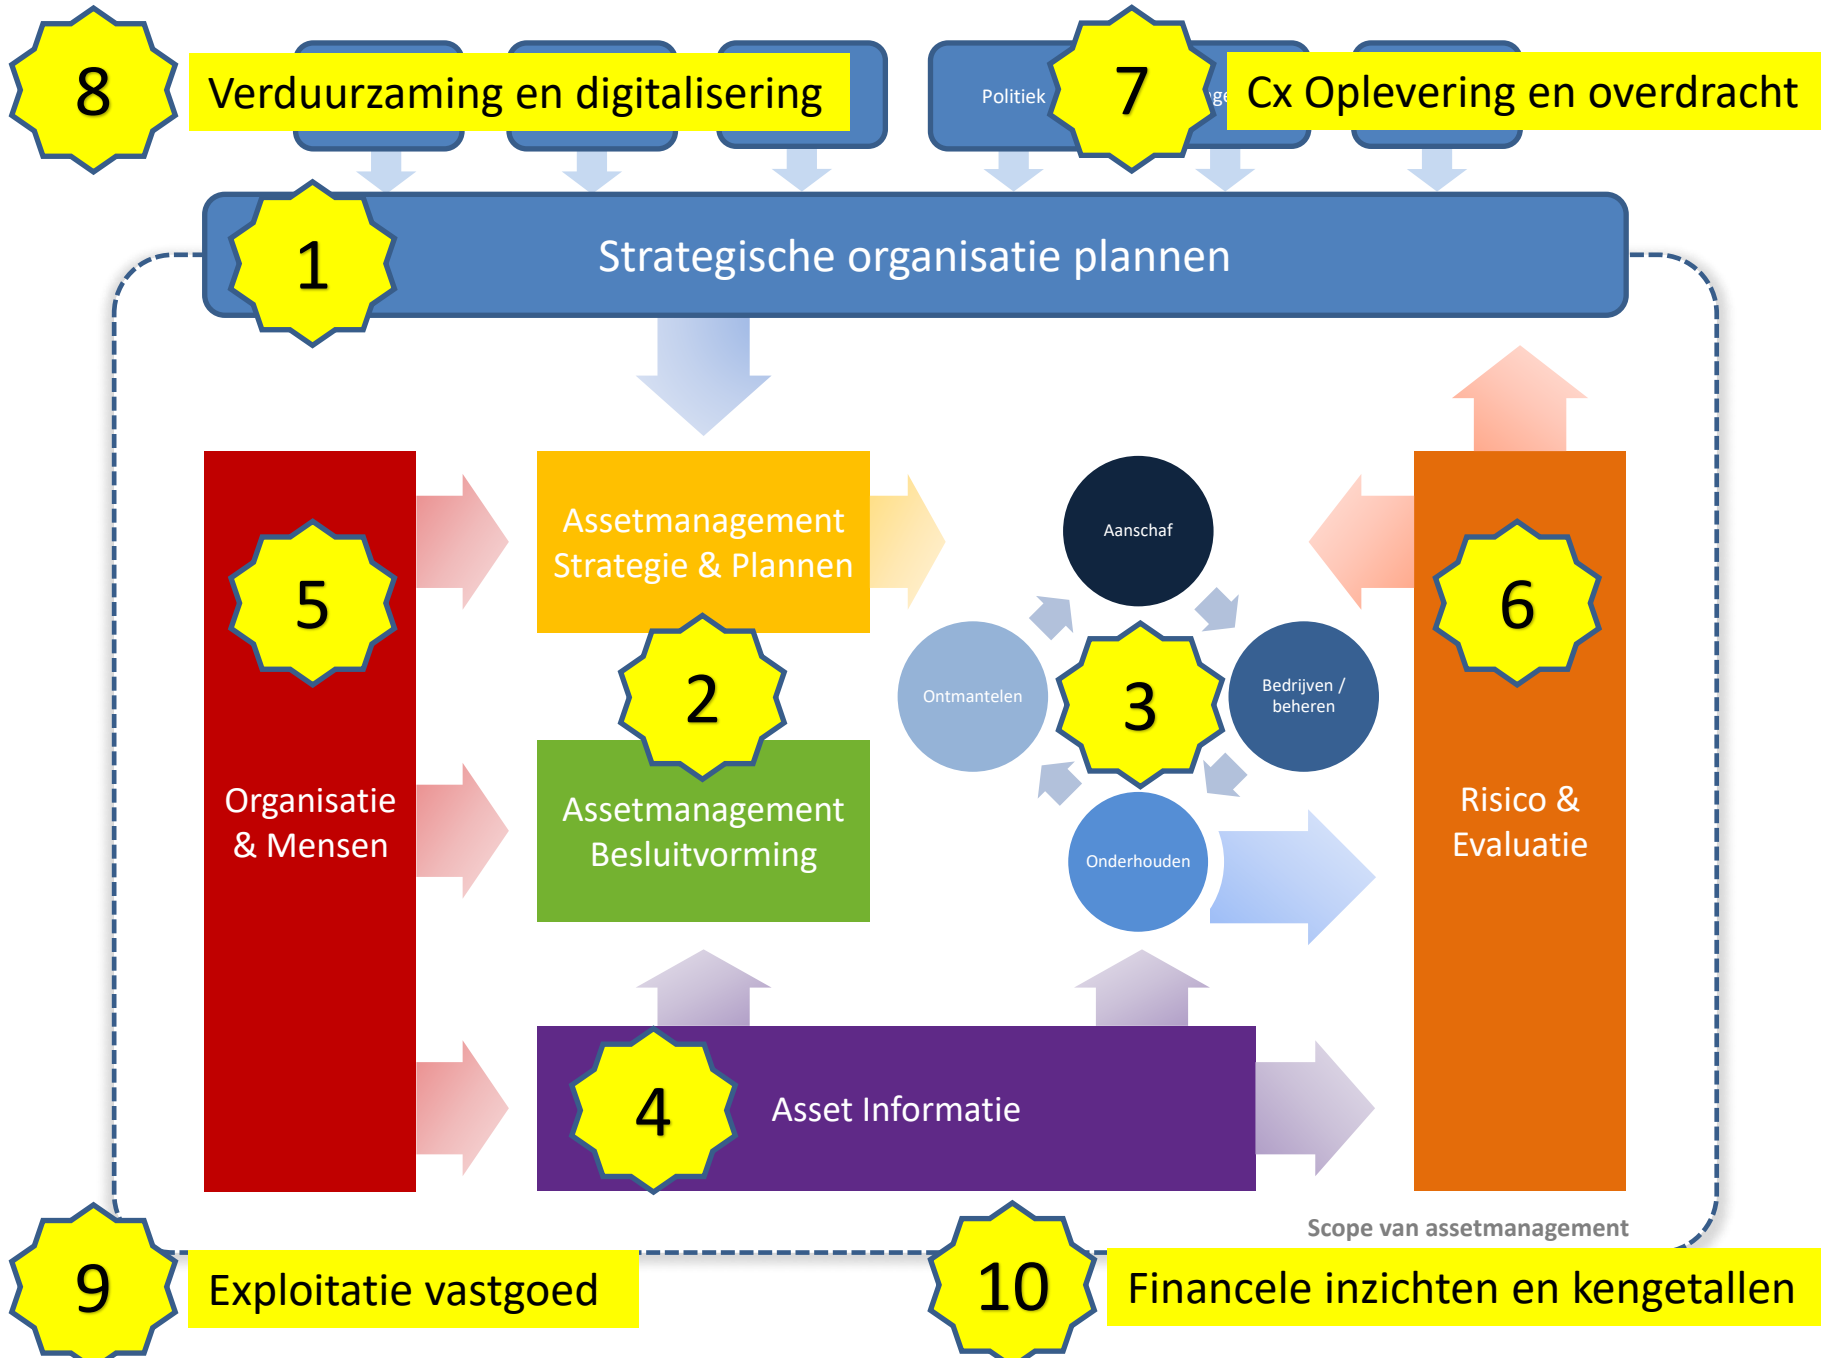 8
Verduurzaming en digitalisering
Politiek
7
Cx Oplevering en overdracht
1
Strategische organisatie plannen
5
Organisatie
& Mensen
Assetmanagement
Strategie & Plannen
2
Assetmanagement
Besluitvorming
Aanschaf
Ontmantelen
3
Bedrijven /
beheren
Onderhouden
6
Risico &
Evaluatie
4
Asset Informatie
Scope van assetmanagement
9
Exploitatie vastgoed
10
Financele inzichten en kengetallen